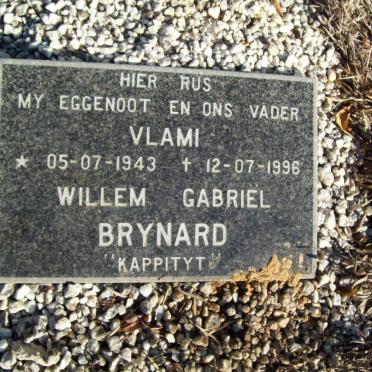 HIER RUS
MY EGGENOOT EN ONS VADER
VLAMI
★ 05-07-1943 ✝ 12-07-1996
WILLEM GABRIEL
BRYNARD
"KAPPITYT"